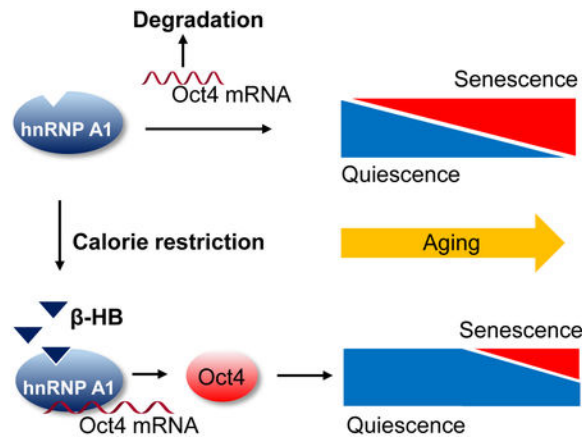 Degradation
Oct4 mRNA
Senescence
hnRNP A1
Quiescence
Calorie restriction
Aging
β-HB
Senescence
hnRNP A1
Oct4
Oct4 mRNA
Quiescence